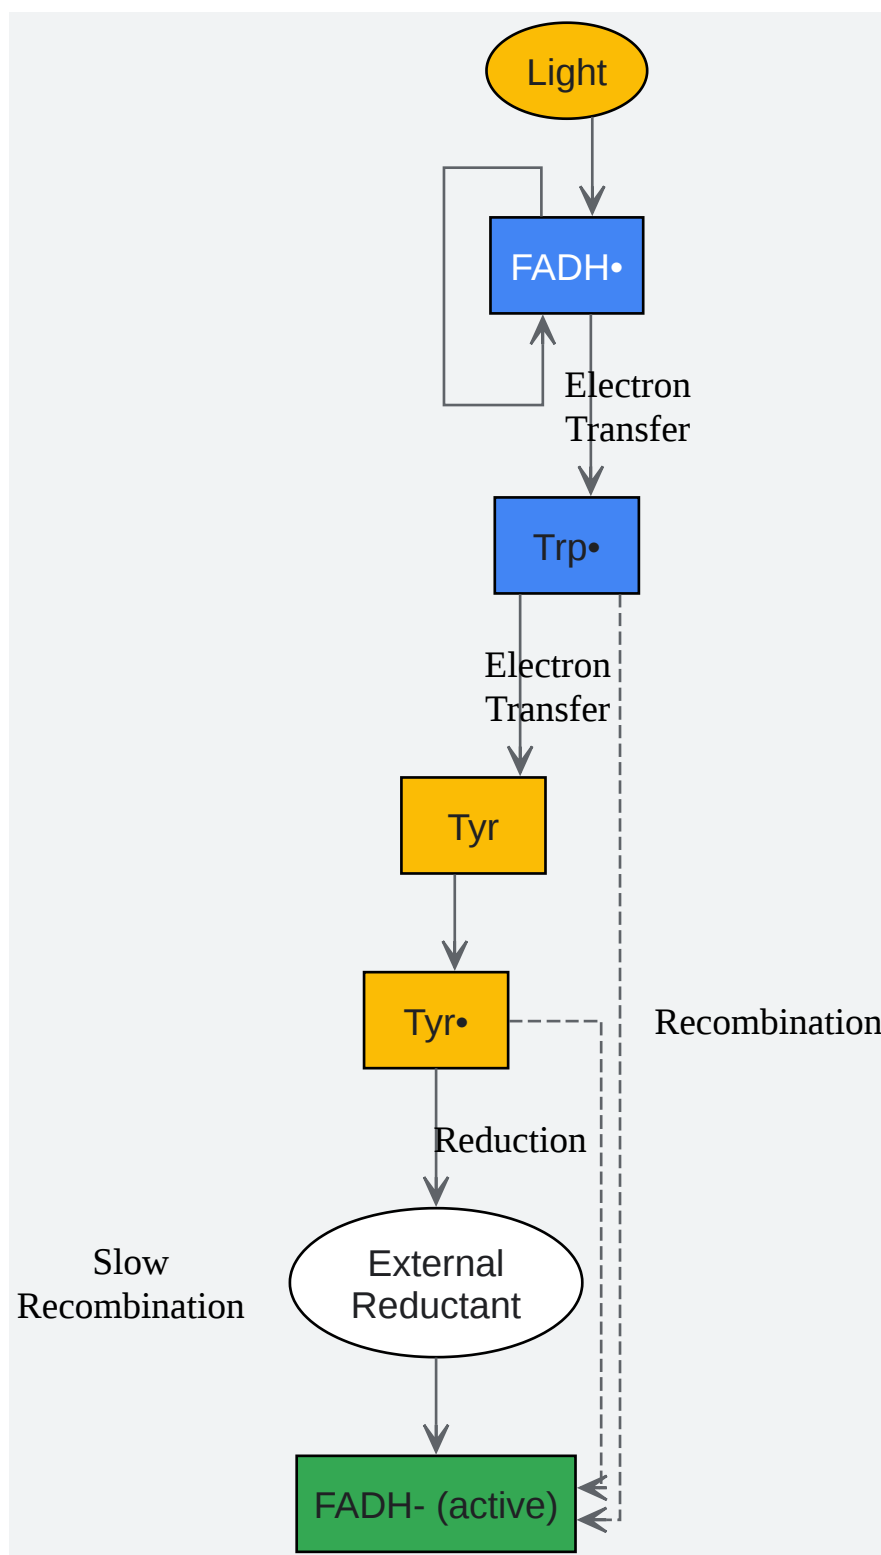 Light
FADH•
Electron
Transfer
Trp•
Electron
Transfer
Tyr
Tyr•
Recombination
Reduction
Slow
Recombination
External
Reductant
FADH- (active)